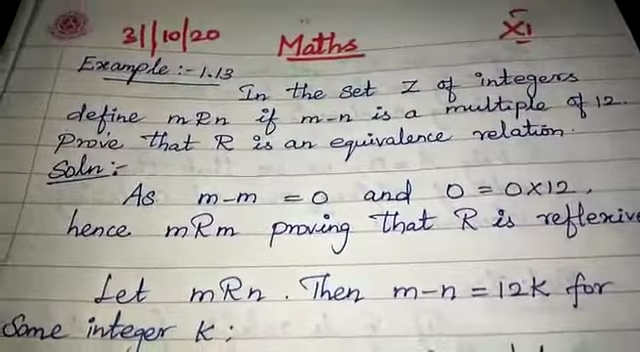 31/10/20 Maths XI
Example:- 1.13
In the set Z of integers
define mRn if m-n is a multiple of 12.
Prove that R is an equivalence relation.
Soln:-
As m-m = 0 and 0 = 0x12,
hence mRm proving that R is reflexive
Let mRn. Then m-n = 12K for
some integer K;